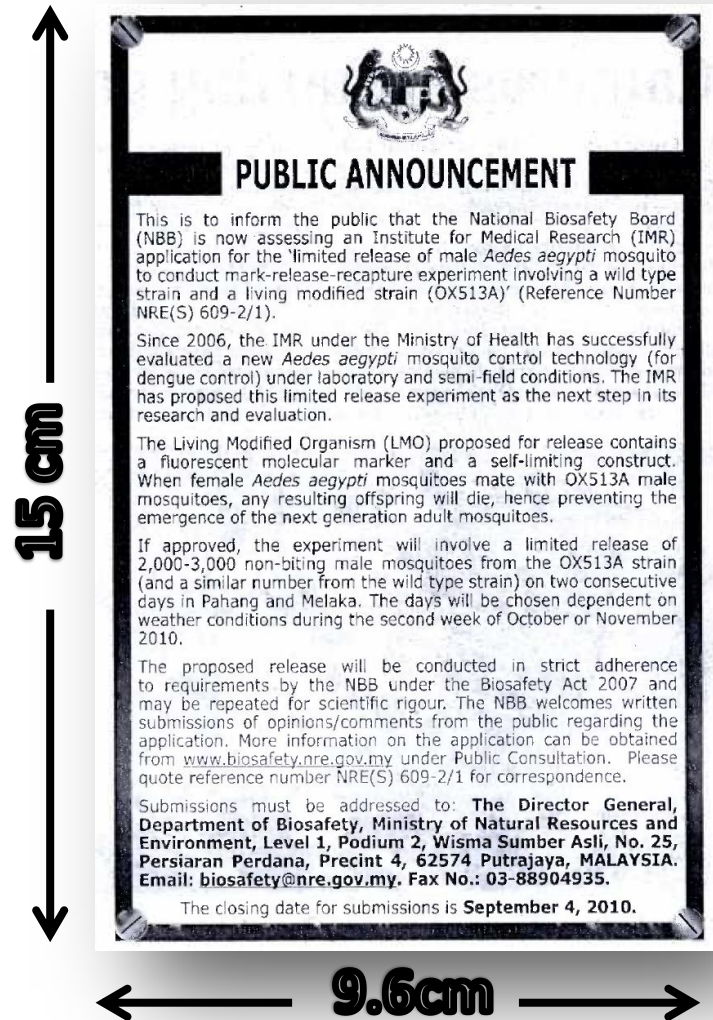 PUBLIC ANNOUNCEMENT
This is to inform the public that the National Biosafety Board
(NBB) is now assessing an Institute for Medical Research (IMR)
application for the 'limited release of male Aedes aegypti mosquito
to conduct mark-release-recapture experiment involving a wild type
strain and a living modified strain (OX513A)' (Reference Number
NRE(S) 609-2/1).
Since 2006, the IMR under the Ministry of Health has successfully
evaluated a new Aedes aegypti mosquito control technology (for
dengue control) under laboratory and semi-field conditions. The IMR
has proposed this limited release experiment as the next step in its
research and evaluation.
The Living Modified Organism (LMO) proposed for release contains
a fluorescent molecular marker and a self-limiting construct.
When female Aedes aegypti mosquitoes mate with OX513A male
mosquitoes, any resulting offspring will die, hence preventing the
emergence of the next generation adult mosquitoes.
If approved, the experiment will involve a limited release of
2,000-3,000 non-biting male mosquitoes from the OX513A strain
(and a similar number from the wild type strain) on two consecutive
days in Pahang and Melaka. The days will be chosen dependent on
weather conditions during the second week of October or November
2010.
The proposed release will be conducted in strict adherence
to requirements by the NBB under the Biosafety Act 2007 and
may be repeated for scientific rigour. The NBB welcomes written
submissions of opinions/comments from the public regarding the
application. More information on the application can be obtained
from www.biosafety.nre.gov.my under Public Consultation. Please
quote reference number NRE(S) 609-2/1 for correspondence.
Submissions must be addressed to: The Director General,
Department of Biosafety, Ministry of Natural Resources and
Environment, Level 1, Podium 2, Wisma Sumber Asli, No. 25,
Persiaran Perdana, Precint 4, 62574 Putrajaya, MALAYSIA.
Email: biosafety@nre.gov.my. Fax No.: 03-88904935.
The closing date for submissions is September 4, 2010.
15 cm
9.6cm